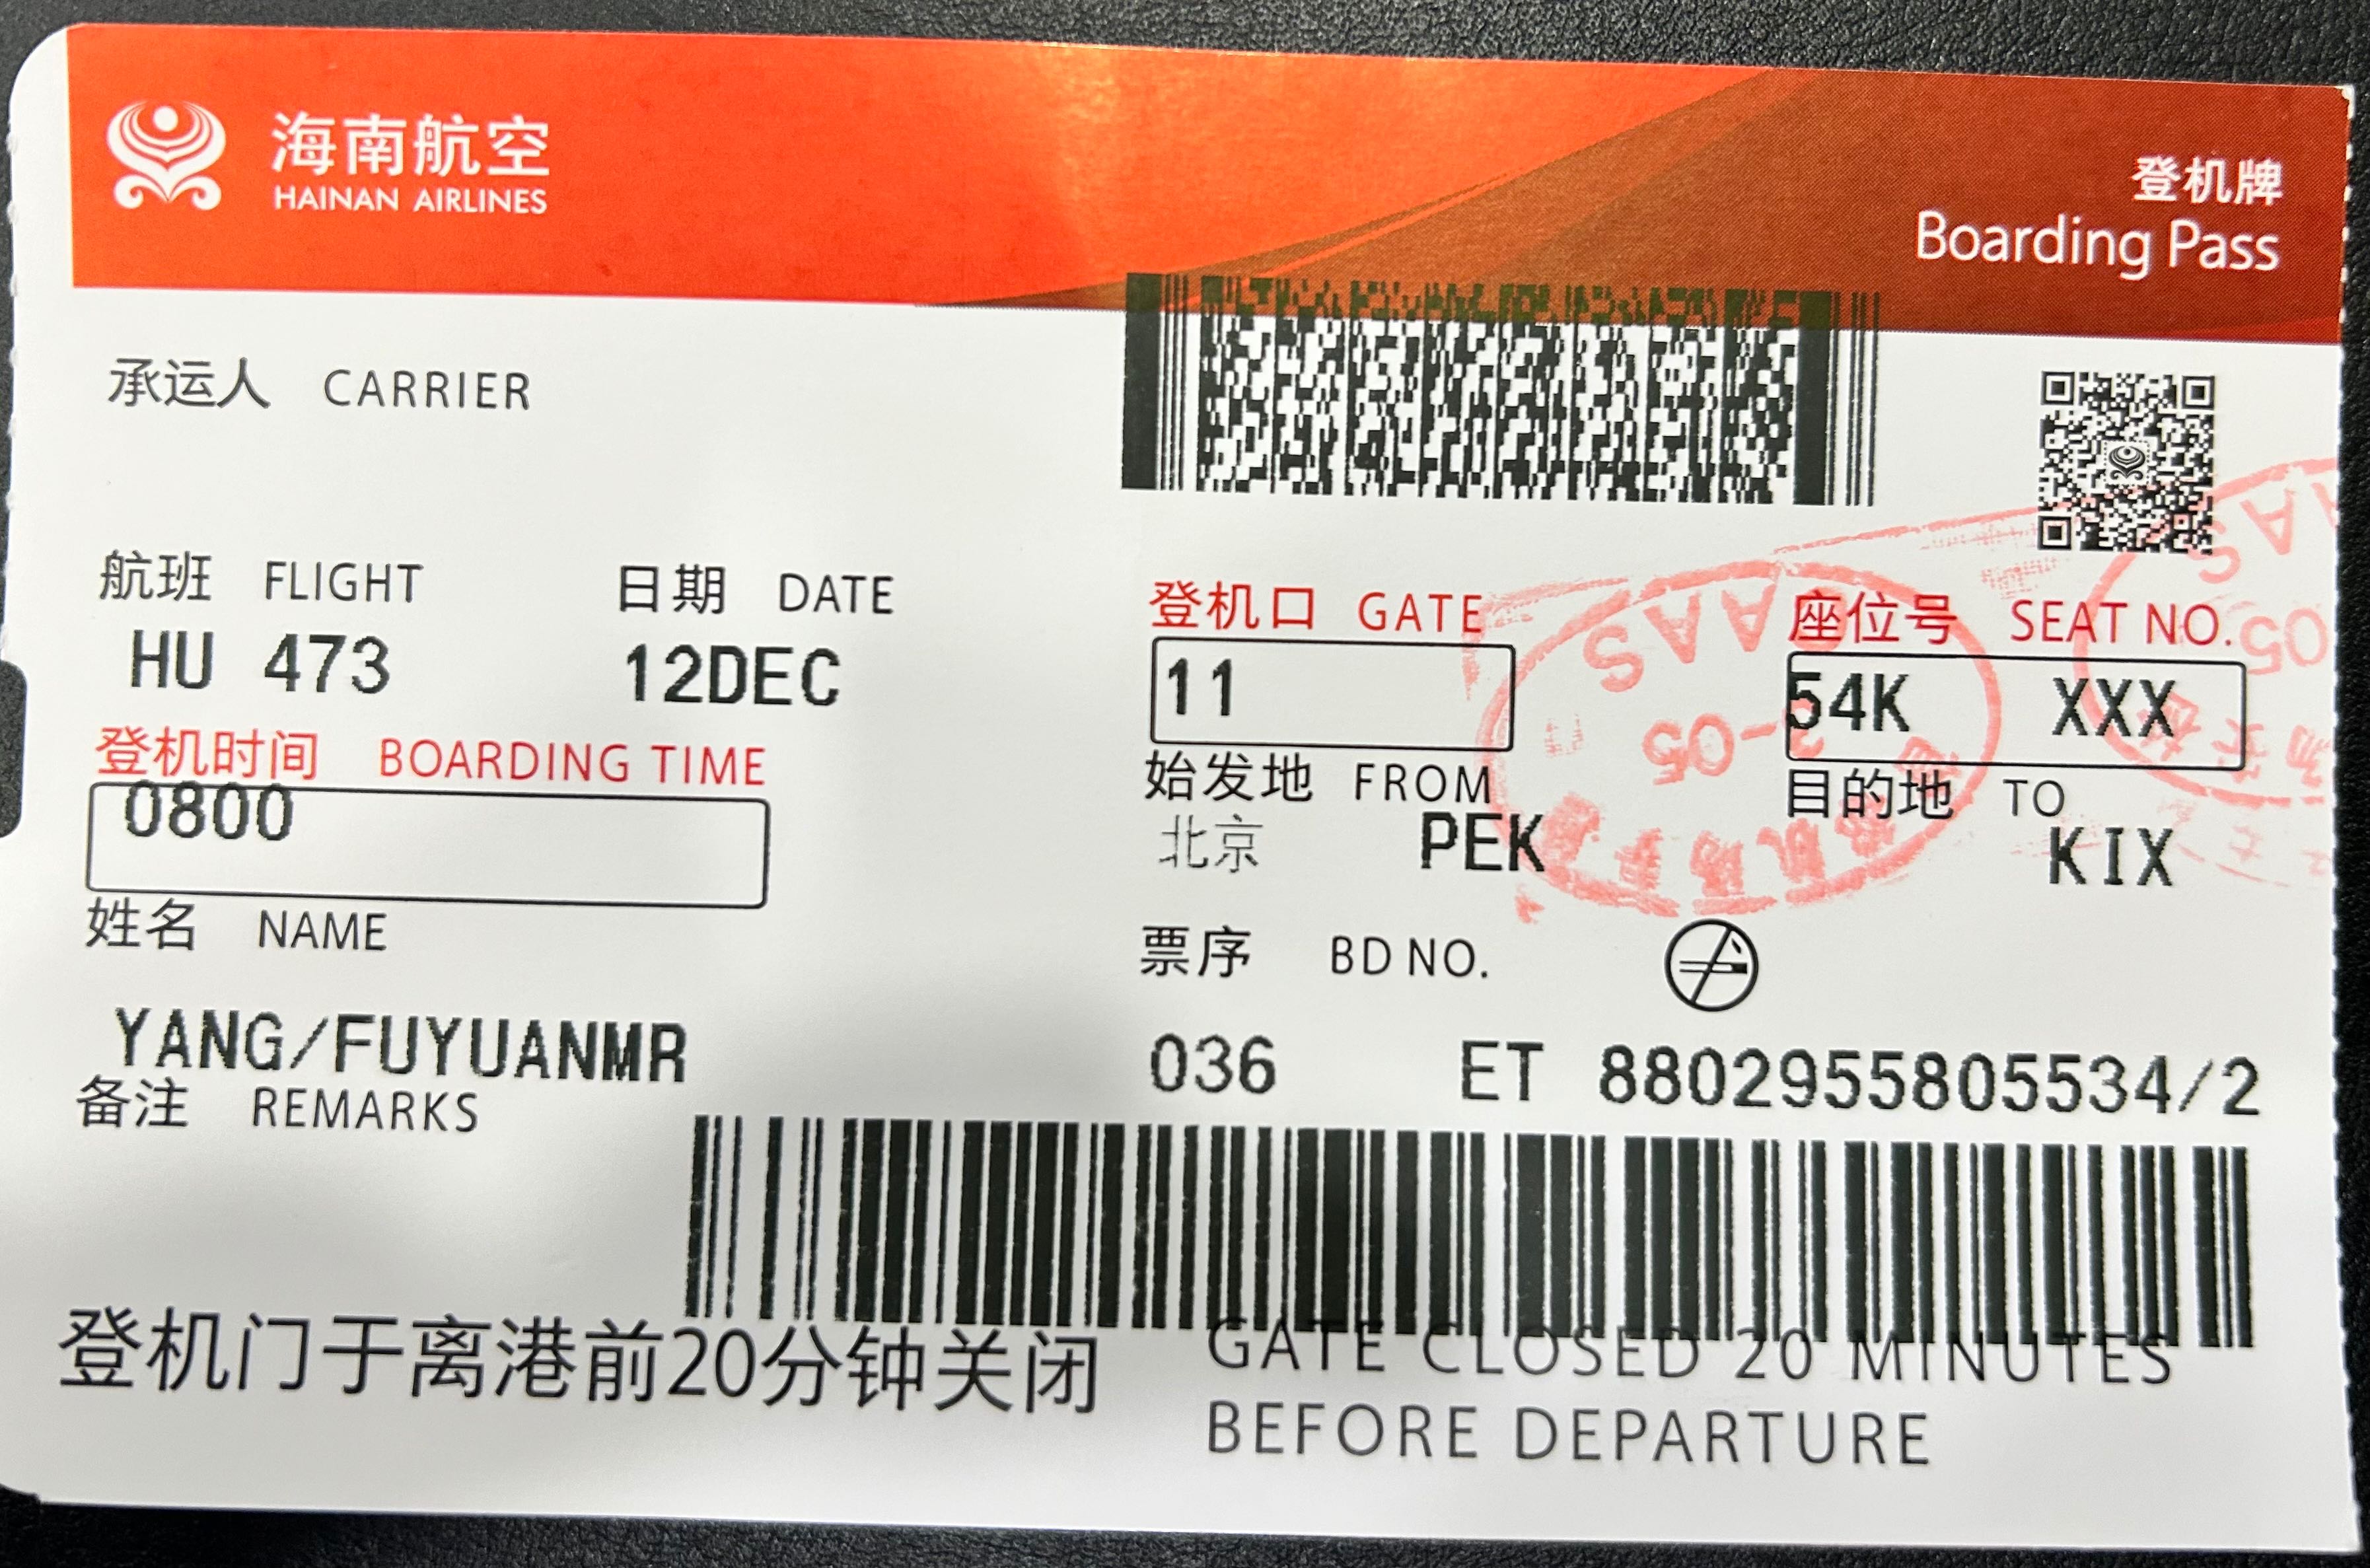 海南航空
HAINAN AIRLINES
登机牌
Boarding Pass
承运人 CARRIER
航班 FLIGHT 日期 DATE 登机口 GATE 座位号 SEAT NO.
HU 473 12DEC 11 54K XXX
登机时间 BOARDING TIME 始发地 FROM 目的地 TO
0800 北京 PEK KIX
姓名 NAME 票序 BD NO.
YANG/FUYUANMR 036 ET 8802955805534/2
备注 REMARKS
登机门于离港前20分钟关闭 GATE CLOSED 20 MINUTES
BEFORE DEPARTURE
SAAS
05
05